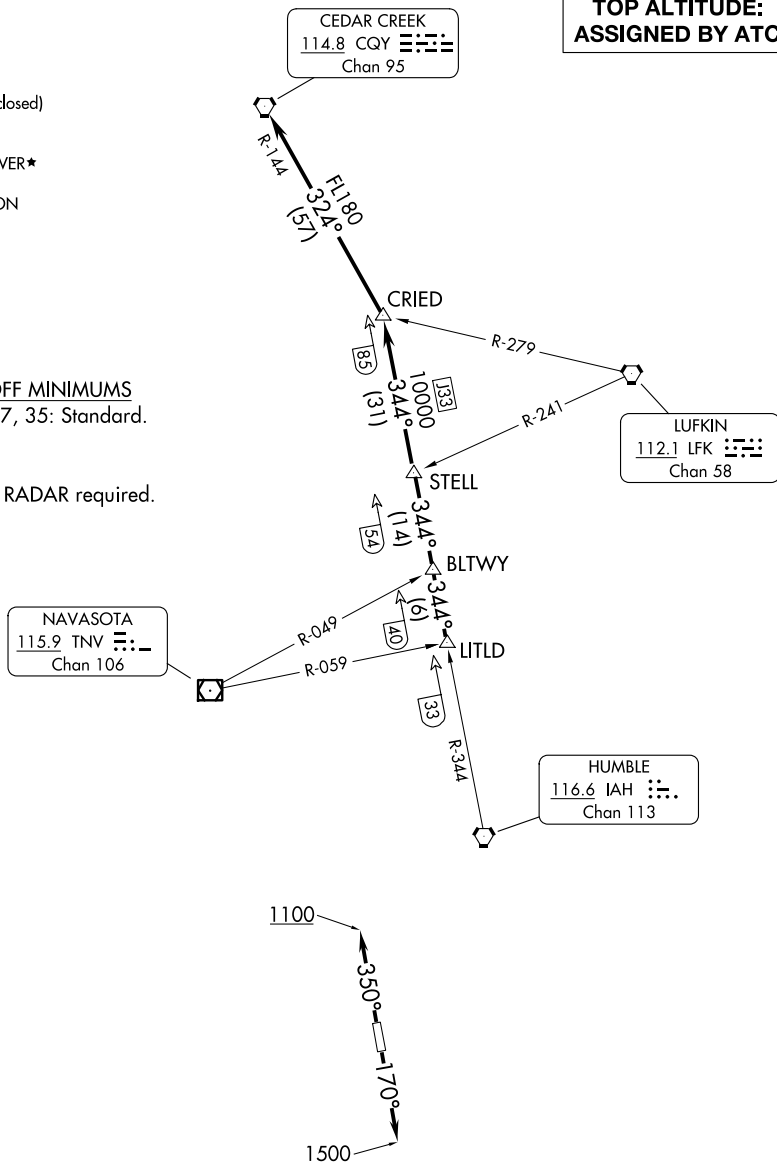 TOP ALTITUDE:
ASSIGNED BY ATC
CEDAR CREEK
114.8 CQY
Chan 95
closed)
VER★
ON
R-144
FL180
324°
(57)
CRIED
85
R-279
10000
J33
344°
(31)
R-241
OFF MINIMUMS
7, 35: Standard.
LUFKIN
112.1 LFK
Chan 58
STELL
RADAR required.
344°
(14)
54
BLTWY
344°
(6)
NAVASOTA
115.9 TNV
Chan 106
R-049
40
R-059
LITLD
33
R-344
HUMBLE
116.6 IAH
Chan 113
1100
350°
170°
1500